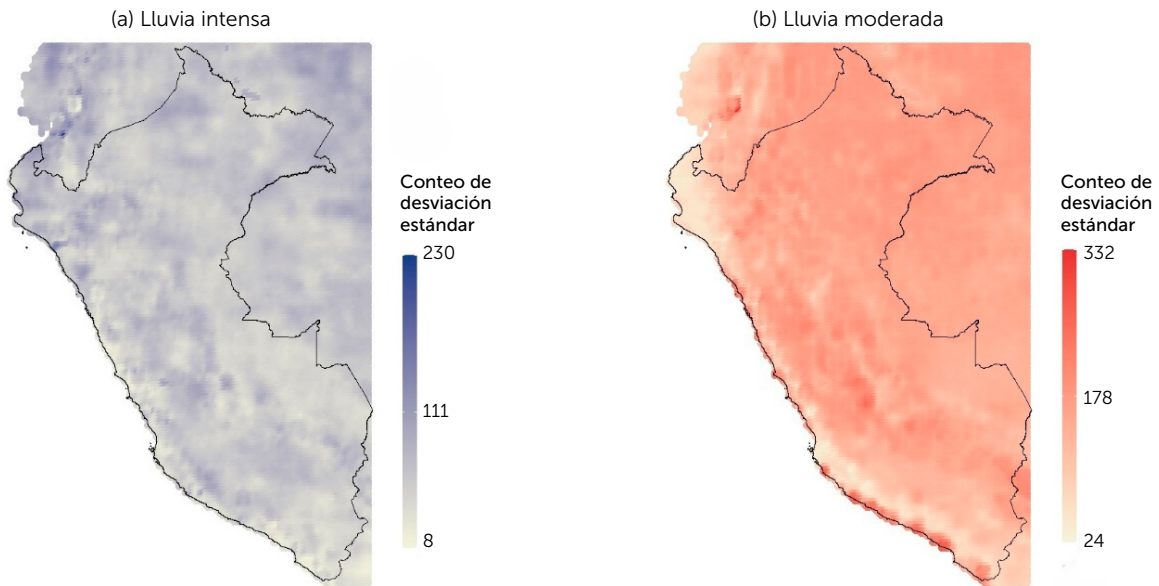 (a) Lluvia intensa
Conteo de
desviación
estándar
230
111
8
(b) Lluvia moderada
Conteo de
desviación
estándar
332
178
24